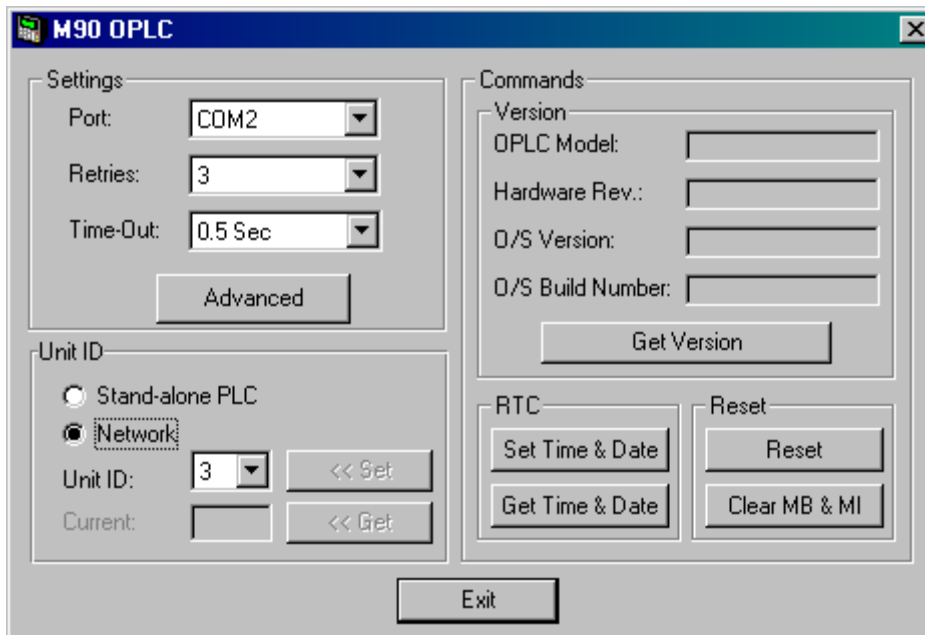 M90 OPLC
Settings
Port: COM2
Retries: 3
Time-Out: 0.5 Sec
Advanced
Unit ID
Stand-alone PLC
Network
Unit ID: 3 << Set
Current: << Get
Commands
Version
OPLC Model:
Hardware Rev.:
O/S Version:
O/S Build Number:
Get Version
RTC
Set Time & Date
Get Time & Date
Reset
Reset
Clear MB & MI
Exit